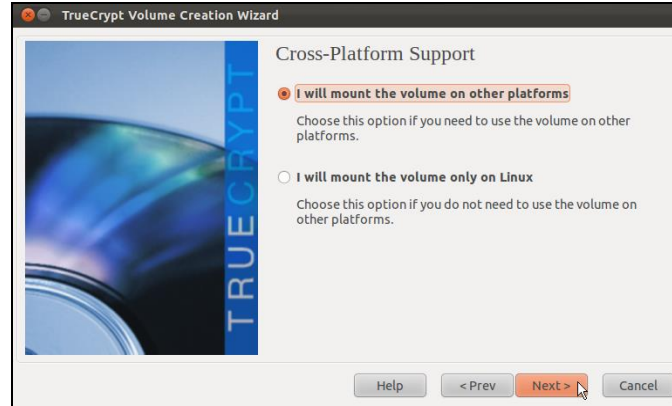 TrueCrypt Volume Creation Wizard
TRUECRYPT
Cross-Platform Support
I will mount the volume on other platforms
Choose this option if you need to use the volume on other
platforms.
I will mount the volume only on Linux
Choose this option if you do not need to use the volume on
other platforms.
Help
< Prev
Next >
Cancel